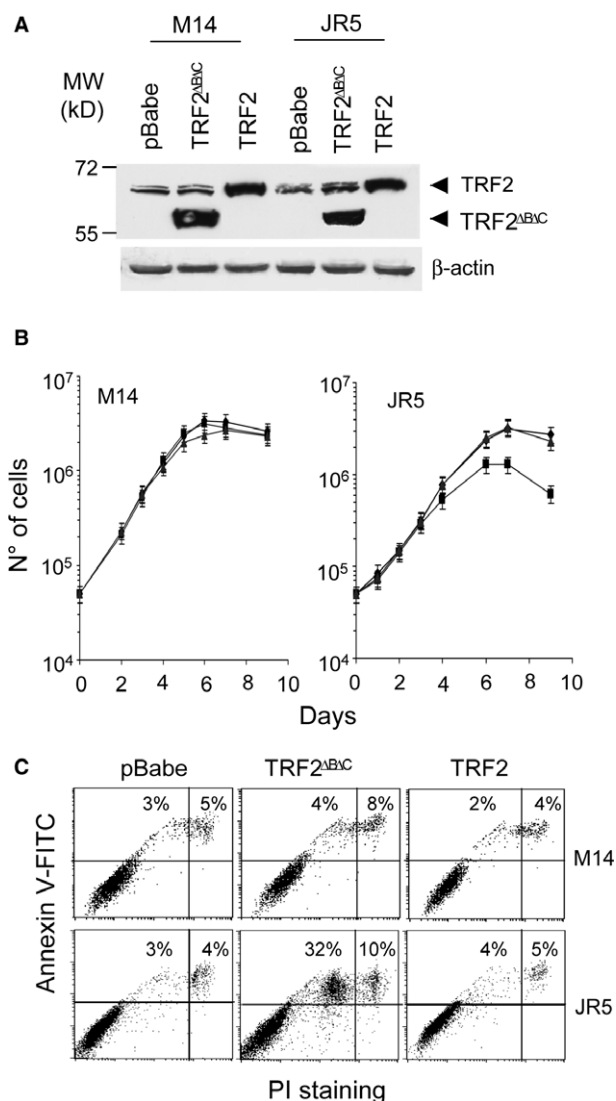 A
M14 JR5
MW
(kD)
pBabe
TRF2ΔBΔC
TRF2
pBabe
TRF2ΔBΔC
TRF2
72
55
TRF2
TRF2ΔBΔC
β-actin
B
N° of cells
10⁷
10⁶
10⁵
10⁴
M14
0 2 4 6 8 10
10⁷
10⁶
10⁵
10⁴
JR5
0 2 4 6 8 10
Days
C
pBabe TRF2ΔBΔC TRF2
Annexin V-FITC
3% 5% 4% 8% 2% 4%
M14
3% 4% 32% 10% 4% 5%
JR5
PI staining